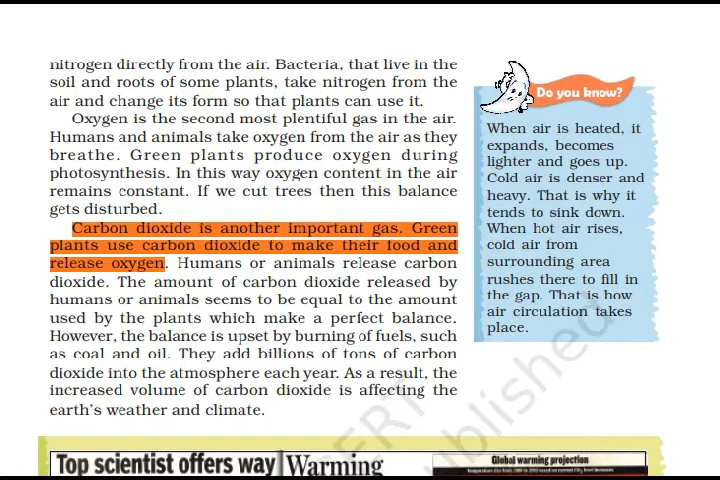 nitrogen directly from the air. Bacteria, that live in the
soil and roots of some plants, take nitrogen from the
air and change its form so that plants can use it.
Oxygen is the second most plentiful gas in the air.
Humans and animals take oxygen from the air as they
breathe. Green plants produce oxygen during
photosynthesis. In this way oxygen content in the air
remains constant. If we cut trees then this balance
gets disturbed.
Carbon dioxide is another important gas. Green
plants use carbon dioxide to make their food and
release oxygen. Humans or animals release carbon
dioxide. The amount of carbon dioxide released by
humans or animals seems to be equal to the amount
used by the plants which make a perfect balance.
However, the balance is upset by burning of fuels, such
as coal and oil. They add billions of tons of carbon
dioxide into the atmosphere each year. As a result, the
increased volume of carbon dioxide is affecting the
earth's weather and climate.
Do you know?
When air is heated, it
expands, becomes
lighter and goes up.
Cold air is denser and
heavy. That is why it
tends to sink down.
When hot air rises,
cold air from
surrounding area
rushes there to fill in
the gap. That is how
air circulation takes
place.
Top scientist offers way
Warming
Global warming projection